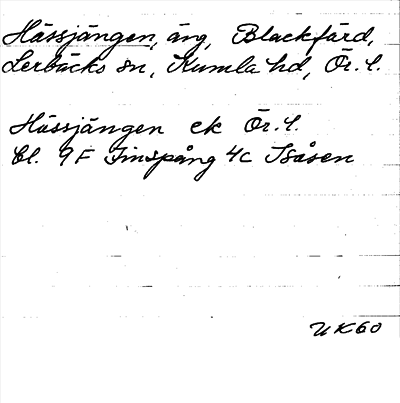 Hässjängen, äng, Blackfärd,
Lerbäcks sn, Kumla hd, Ör. l.
Hässjängen ek Ör. l.
bl. 9F Finspång 4c Isåsen
UK60